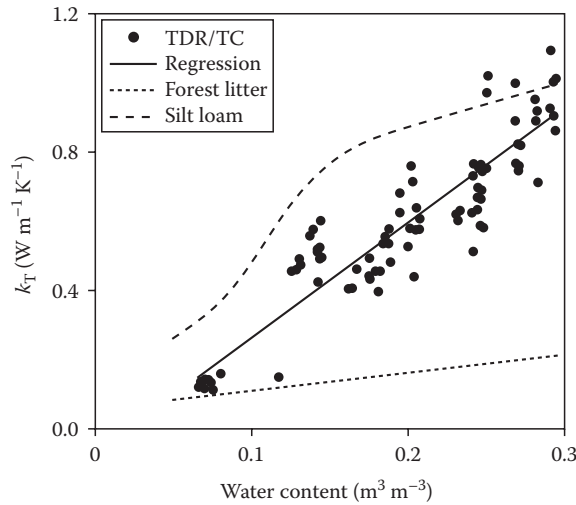 1.2
TDR/TC
Regression
Forest litter
Silt loam
0.8
k_T (W m⁻¹ K⁻¹)
0.4
0.0
0 0.1 0.2 0.3
Water content (m³ m⁻³)